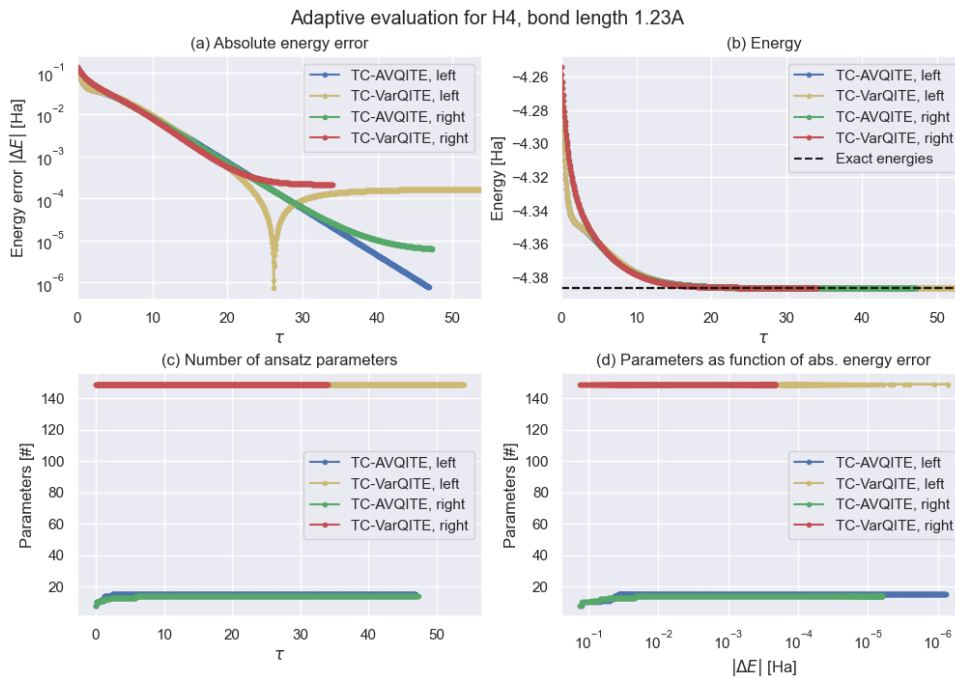 Adaptive evaluation for H4, bond length 1.23A
(a) Absolute energy error
Energy error |ΔE| [Ha]
10⁻¹
10⁻²
10⁻³
10⁻⁴
10⁻⁵
10⁻⁶
TC-AVQITE, left
TC-VarQITE, left
TC-AVQITE, right
TC-VarQITE, right
0 10 20 30 40 50
τ
(b) Energy
Energy [Ha]
−4.26
−4.28
−4.30
−4.32
−4.34
−4.36
−4.38
TC-AVQITE, left
TC-VarQITE, left
TC-AVQITE, right
TC-VarQITE, right
Exact energies
0 10 20 30 40 50
τ
(c) Number of ansatz parameters
Parameters [#]
140
120
100
80
60
40
20
TC-AVQITE, left
TC-VarQITE, left
TC-AVQITE, right
TC-VarQITE, right
0 10 20 30 40 50
τ
(d) Parameters as function of abs. energy error
Parameters [#]
140
120
100
80
60
40
20
TC-AVQITE, left
TC-VarQITE, left
TC-AVQITE, right
TC-VarQITE, right
10⁻¹ 10⁻² 10⁻³ 10⁻⁴ 10⁻⁵ 10⁻⁶
|ΔE| [Ha]